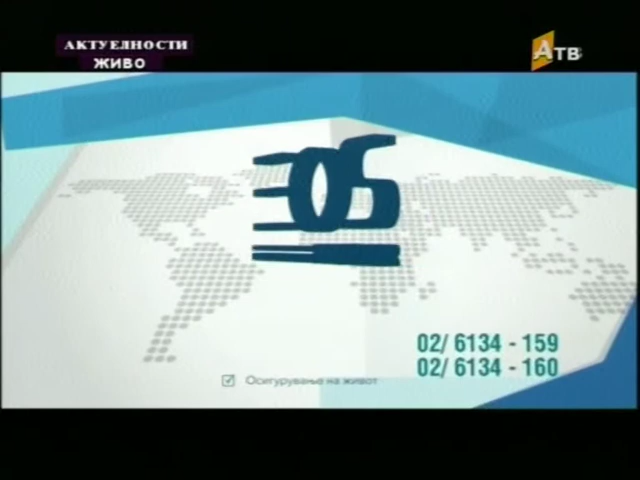 АКТУЕЛНОСТИ
ЖИВО
АТВ
02/ 6134 - 159
02/ 6134 - 160
Осигурување на живот